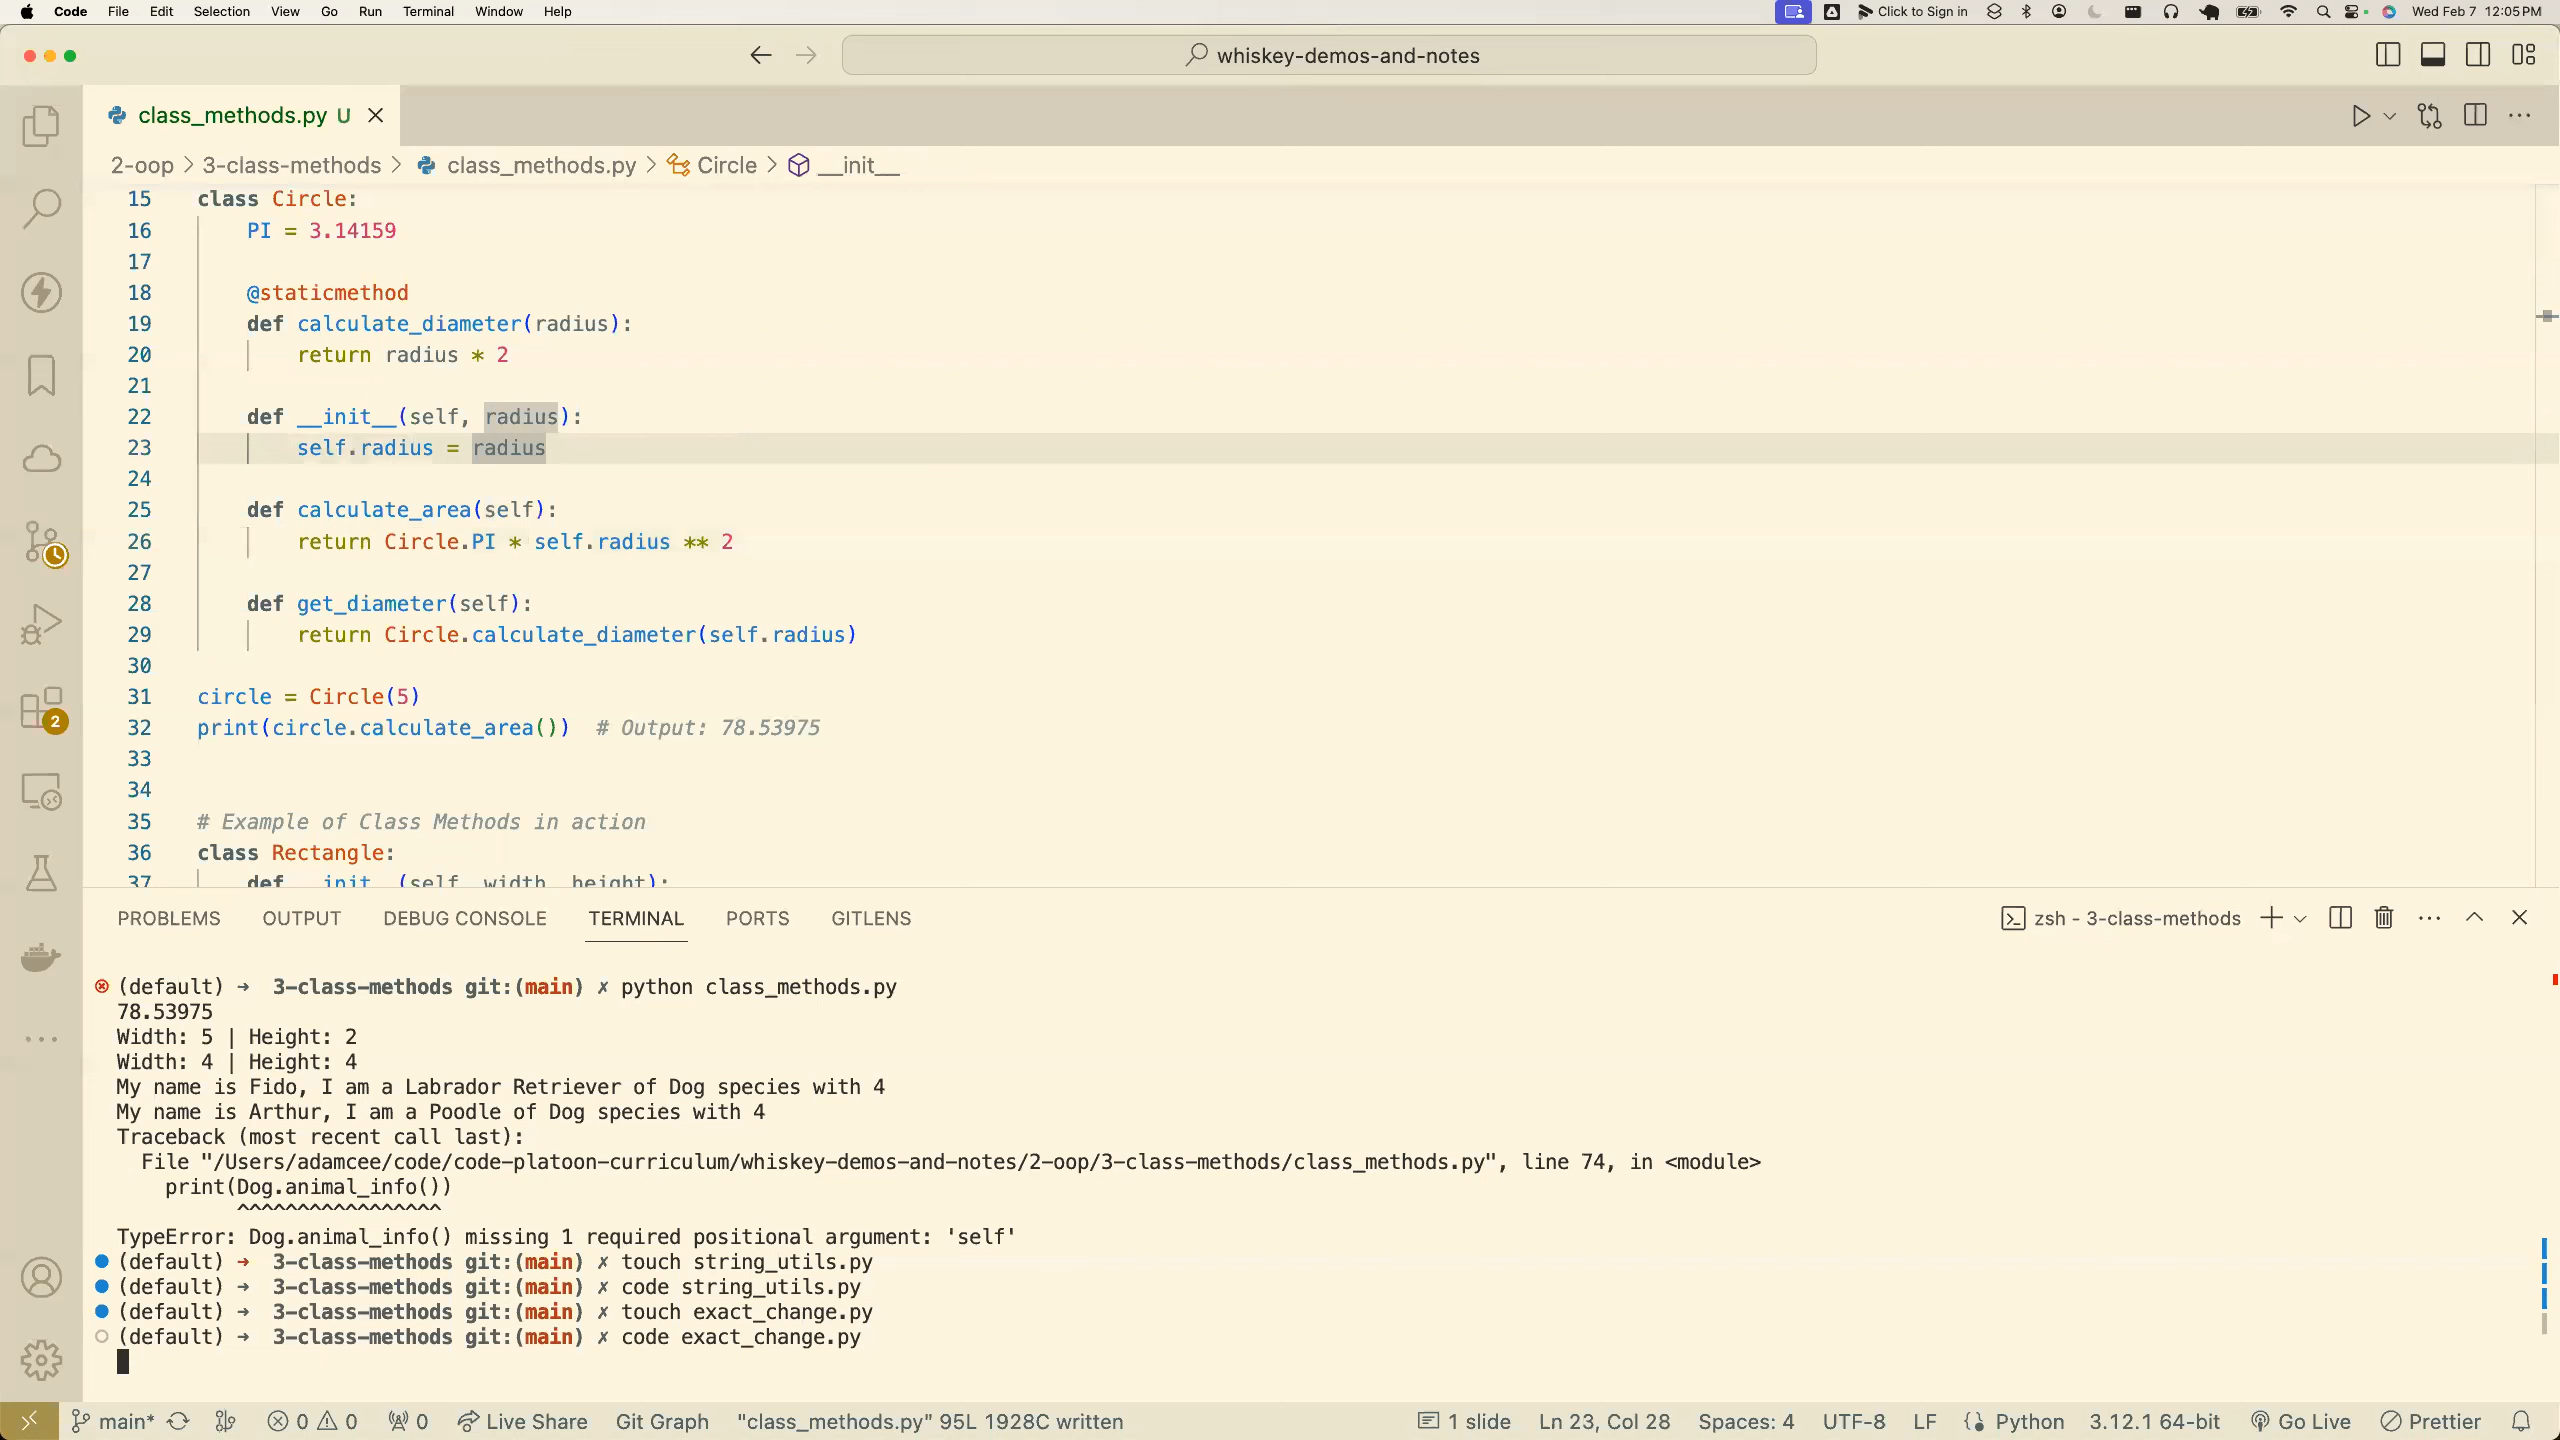 Code File Edit Selection View Go Run Terminal Window Help Click to Sign in Wed Feb 7 12:05 PM
whiskey-demos-and-notes
class_methods.py U
2-oop > 3-class-methods > class_methods.py > Circle > __init__
15 class Circle:
16 PI = 3.14159
17
18 @staticmethod
19 def calculate_diameter(radius):
20 return radius * 2
21
22 def __init__(self, radius):
23 self.radius = radius
24
25 def calculate_area(self):
26 return Circle.PI * self.radius ** 2
27
28 def get_diameter(self):
29 return Circle.calculate_diameter(self.radius)
30
31 circle = Circle(5)
32 print(circle.calculate_area()) # Output: 78.53975
33
34
35 # Example of Class Methods in action
36 class Rectangle:
37 def __init__(self, width, height):
2
PROBLEMS OUTPUT DEBUG CONSOLE TERMINAL PORTS GITLENS zsh - 3-class-methods
(default) → 3-class-methods git:(main) ✗ python class_methods.py
78.53975
Width: 5 | Height: 2
Width: 4 | Height: 4
My name is Fido, I am a Labrador Retriever of Dog species with 4
My name is Arthur, I am a Poodle of Dog species with 4
Traceback (most recent call last):
File "/Users/adamcee/code/code-platoon-curriculum/whiskey-demos-and-notes/2-oop/3-class-methods/class_methods.py", line 74, in <module>
print(Dog.animal_info())
^^^^^^^^^^^^^^^^^
TypeError: Dog.animal_info() missing 1 required positional argument: 'self'
(default) → 3-class-methods git:(main) ✗ touch string_utils.py
(default) → 3-class-methods git:(main) ✗ code string_utils.py
(default) → 3-class-methods git:(main) ✗ touch exact_change.py
(default) → 3-class-methods git:(main) ✗ code exact_change.py
main* 0 0 0 Live Share Git Graph "class_methods.py" 95L 1928C written 1 slide Ln 23, Col 28 Spaces: 4 UTF-8 LF Python 3.12.1 64-bit Go Live Prettier